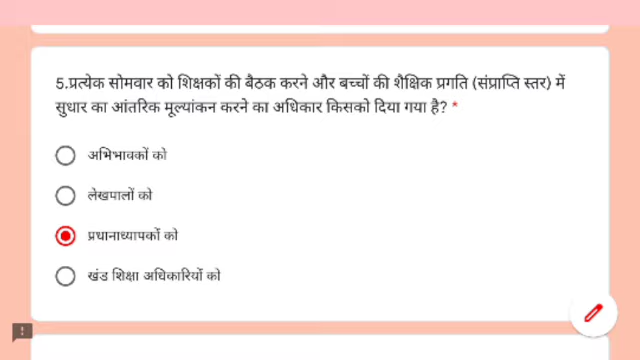 5.प्रत्येक सोमवार को शिक्षकों की बैठक करने और बच्चों की शैक्षिक प्रगति (संप्राप्ति स्तर) में
सुधार का आंतरिक मूल्यांकन करने का अधिकार किसको दिया गया है? *
अभिभावकों को
लेखपालों को
प्रधानाध्यापकों को
खंड शिक्षा अधिकारियों को